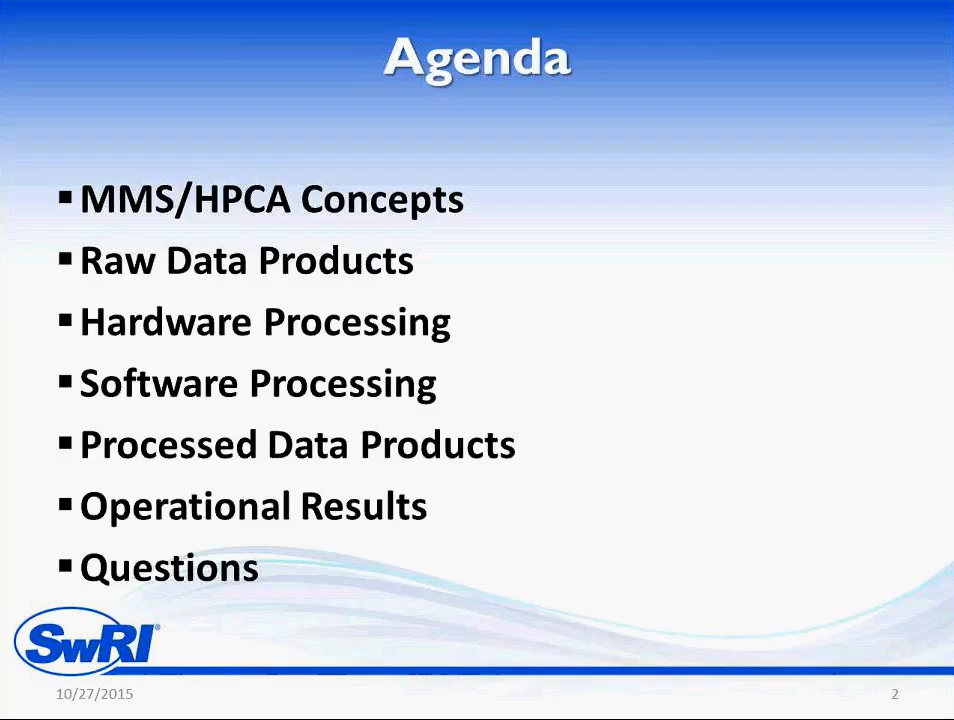 Agenda
▪ MMS/HPCA Concepts
▪ Raw Data Products
▪ Hardware Processing
▪ Software Processing
▪ Processed Data Products
▪ Operational Results
▪ Questions
SwRI®
10/27/2015 2